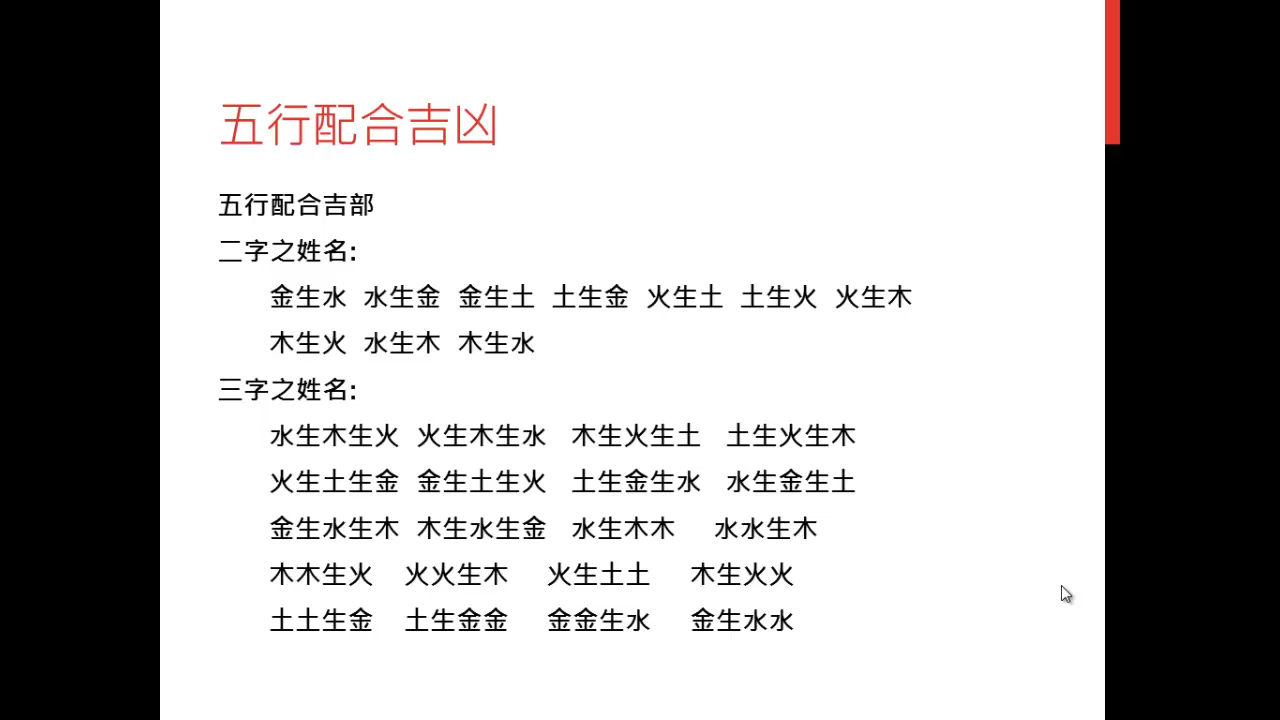 五行配合吉凶
五行配合吉部
二字之姓名:
金生水 水生金 金生土 土生金 火生土 土生火 火生木
木生火 水生木 木生水
三字之姓名:
水生木生火 火生木生水 木生火生土 土生火生木
火生土生金 金生土生火 土生金生水 水生金生土
金生水生木 木生水生金 水生木木 水水生木
木木生火 火火生木 火生土土 木生火火
土土生金 土生金金 金金生水 金生水水